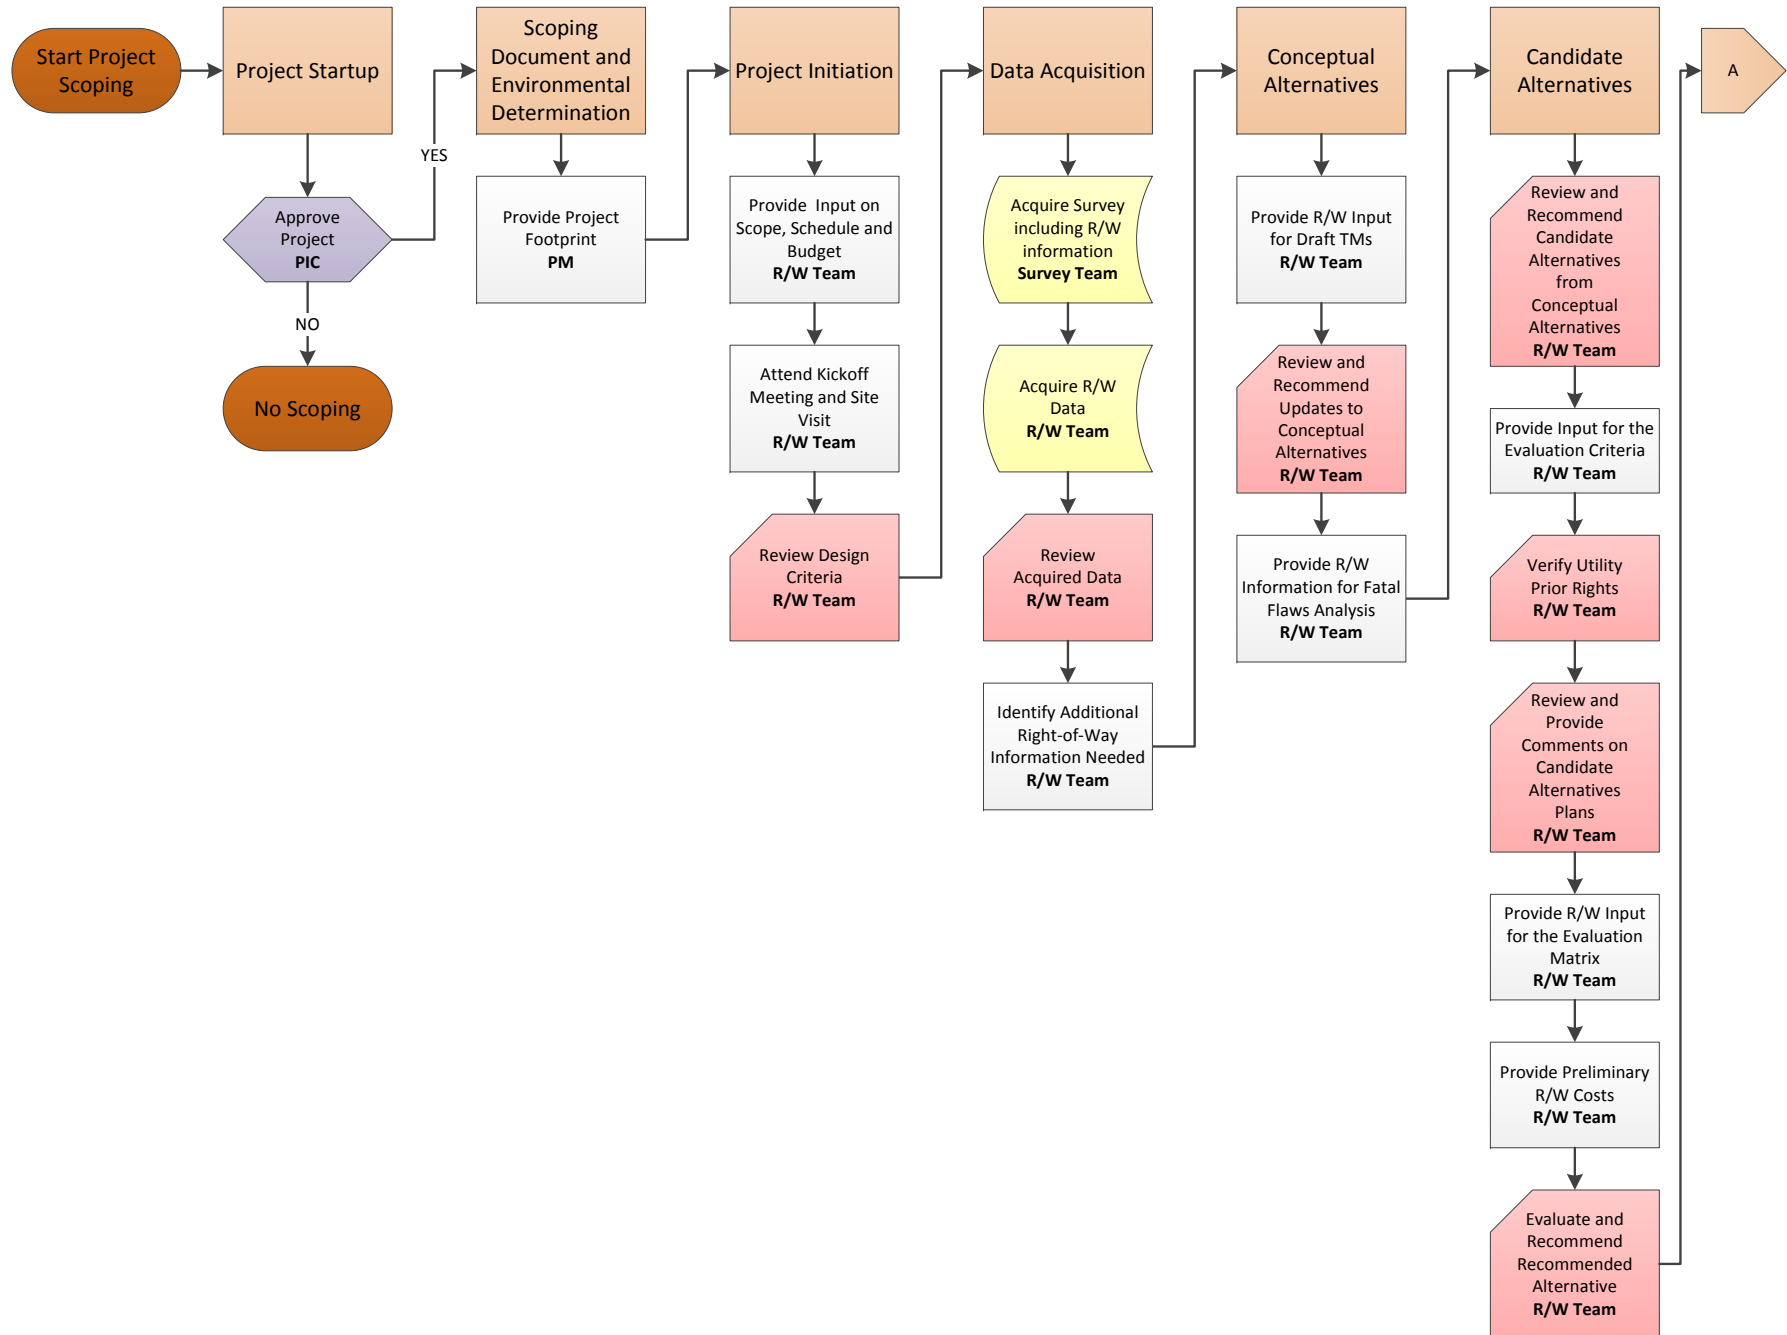 Start Project
Scoping
Project Startup
YES
Approve
Project
PIC
NO
No Scoping
Scoping
Document and
Environmental
Determination
Provide Project
Footprint
PM
Project Initiation
Provide Input on
Scope, Schedule and
Budget
R/W Team
Attend Kickoff
Meeting and Site
Visit
R/W Team
Review Design
Criteria
R/W Team
Data Acquisition
Acquire Survey
including R/W
information
Survey Team
Acquire R/W
Data
R/W Team
Review
Acquired Data
R/W Team
Identify Additional
Right-of-Way
Information Needed
R/W Team
Conceptual
Alternatives
Provide R/W Input
for Draft TMs
R/W Team
Review and
Recommend
Updates to
Conceptual
Alternatives
R/W Team
Provide R/W
Information for Fatal
Flaws Analysis
R/W Team
Candidate
Alternatives
Review and
Recommend
Candidate
Alternatives
from
Conceptual
Alternatives
R/W Team
Provide Input for the
Evaluation Criteria
R/W Team
Verify Utility
Prior Rights
R/W Team
Review and
Provide
Comments on
Candidate
Alternatives
Plans
R/W Team
Provide R/W Input
for the Evaluation
Matrix
R/W Team
Provide Preliminary
R/W Costs
R/W Team
Evaluate and
Recommend
Recommended
Alternative
R/W Team
A